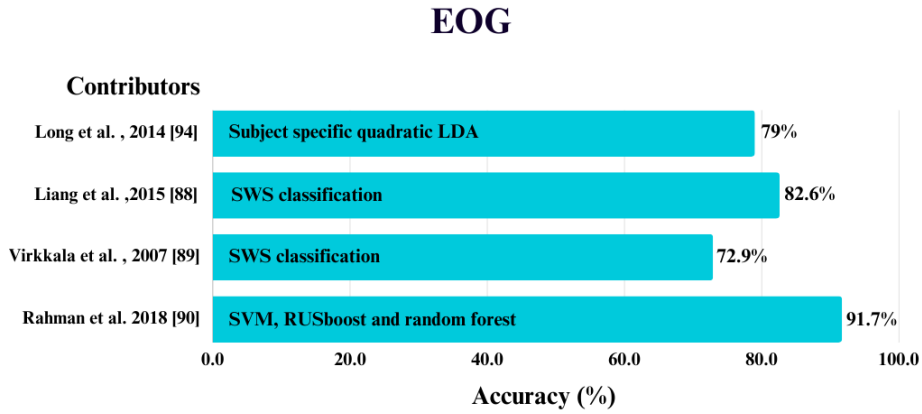 EOG
Contributors
Long et al. , 2014 [94] Subject specific quadratic LDA 79%
Liang et al. ,2015 [88] SWS classification 82.6%
Virkkala et al. , 2007 [89] SWS classification 72.9%
Rahman et al. 2018 [90] SVM, RUSboost and random forest 91.7%
0.0 20.0 40.0 60.0 80.0 100.0
Accuracy (%)